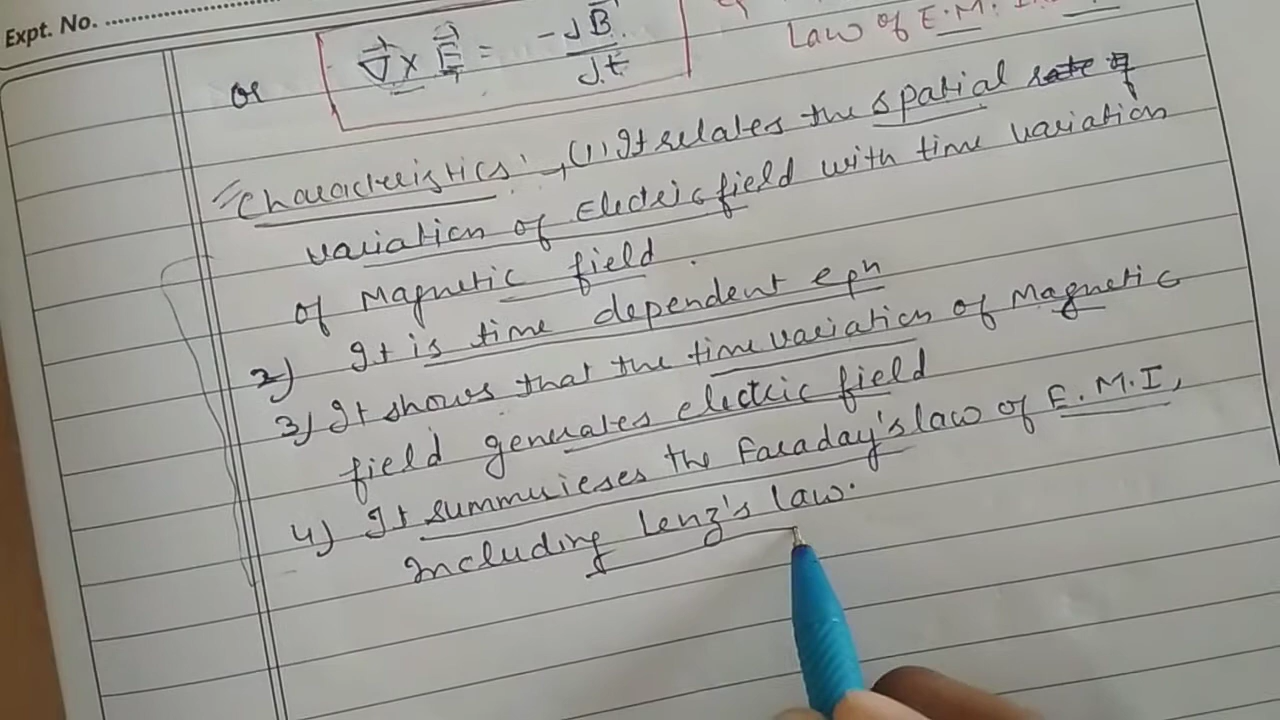 Expt. No.
or ∇ × E = -∂B/∂t
Law of E.M.
Characteristics:→(1) It relates the spatial rate of
variation of Electric field with time variation
of Magnetic field.
2) It is time dependent eqn
3) It shows that the time variation of Magnetic
field generates electric field
4) It summurieses the Faraday's law of E.M.I,
Including Lenz's law.